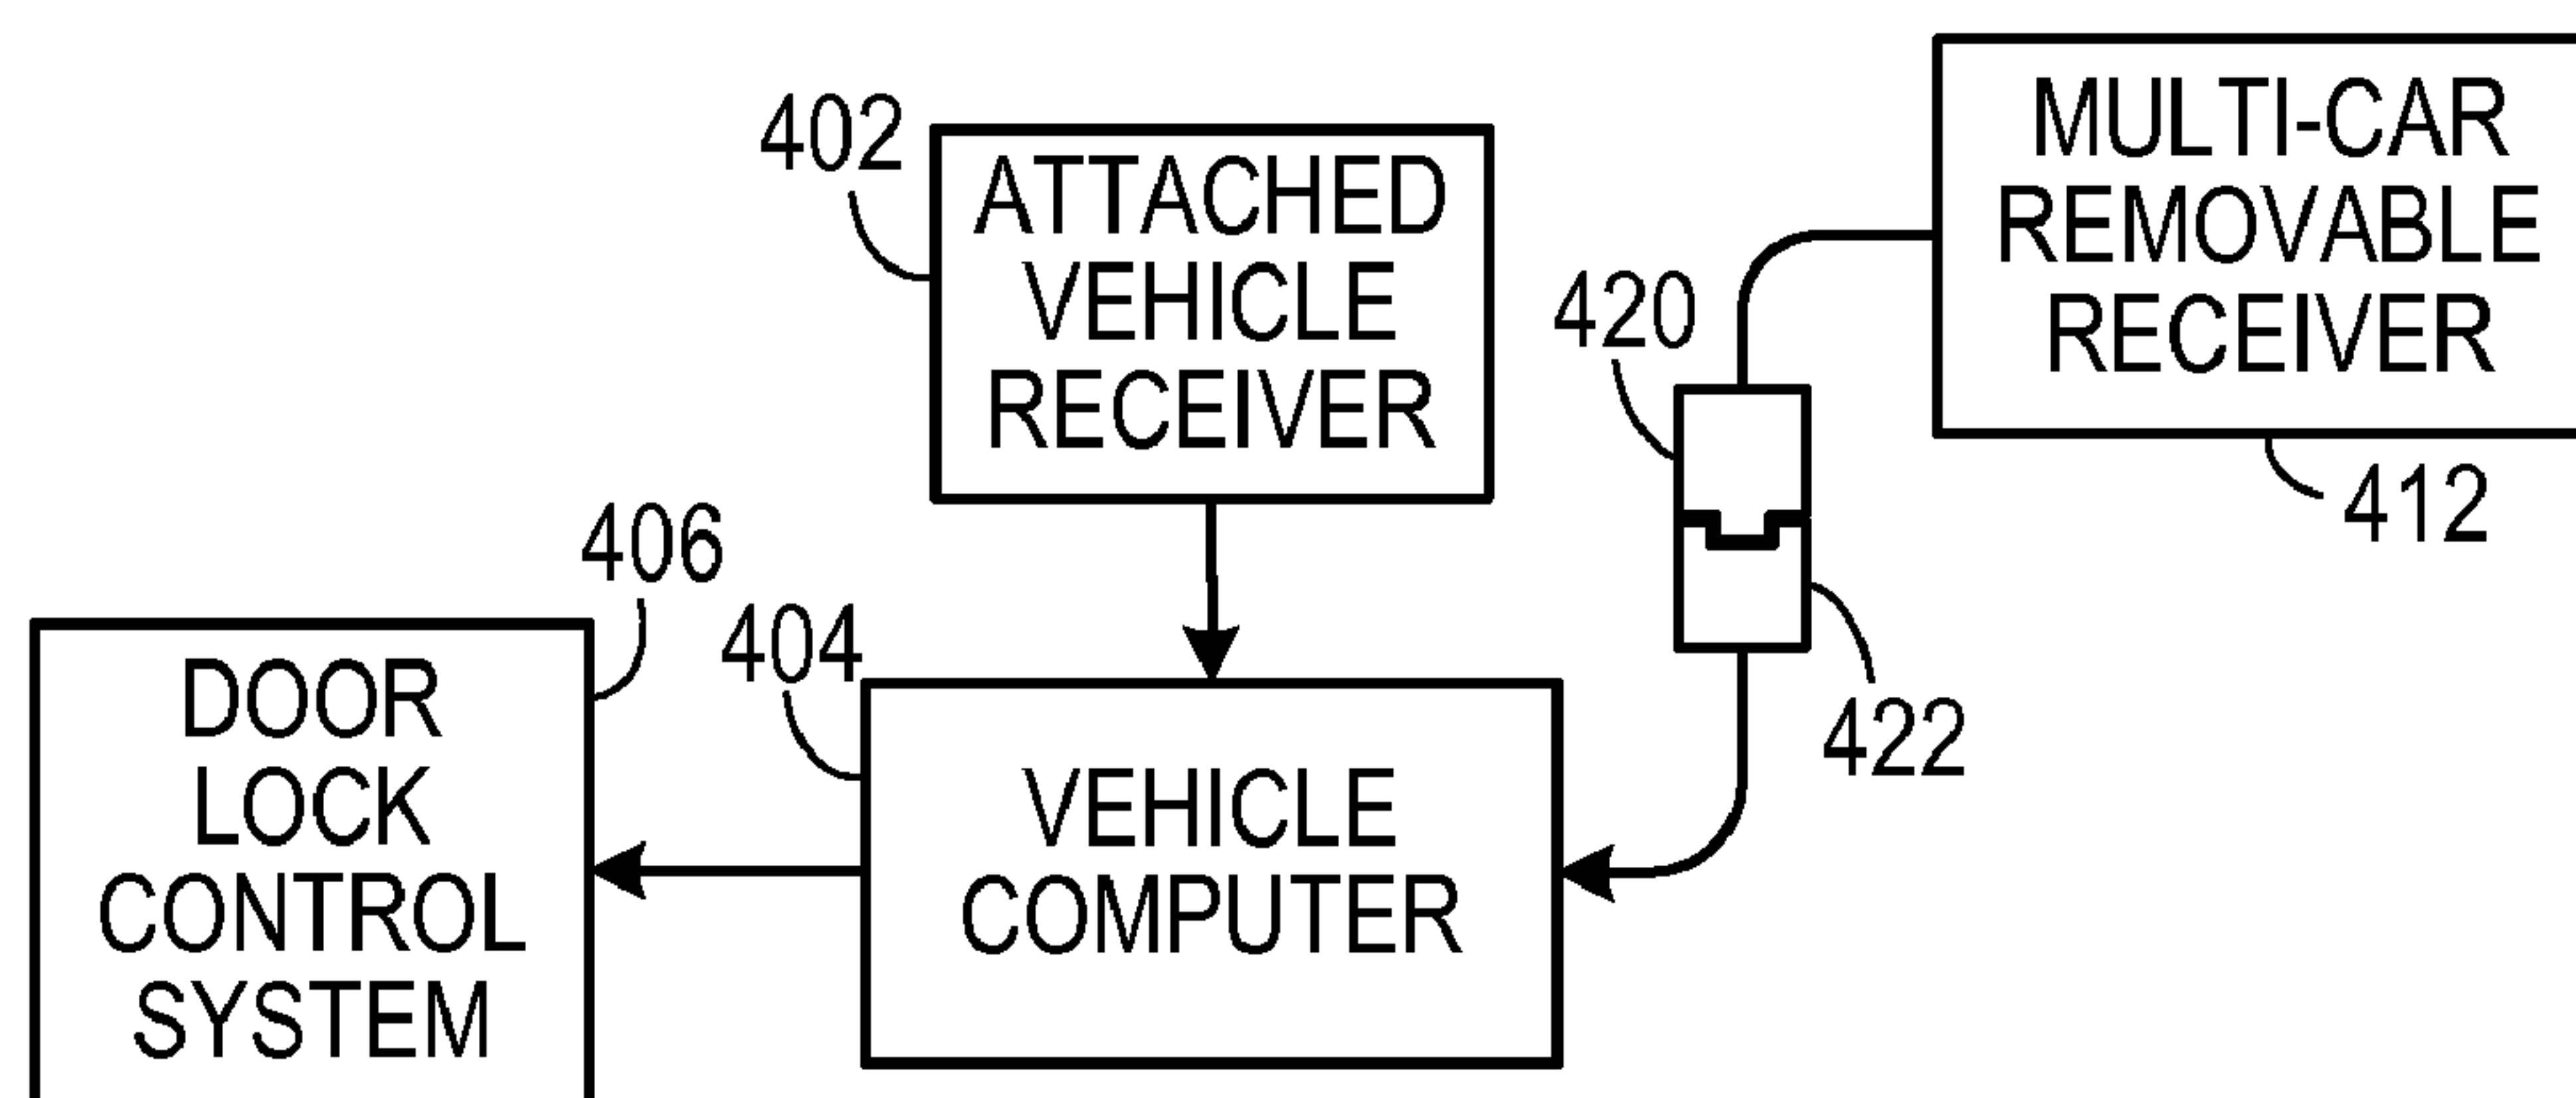 402
ATTACHED
VEHICLE
RECEIVER
MULTI-CAR
REMOVABLE
RECEIVER
420
412
406
404
422
DOOR
LOCK
CONTROL
SYSTEM
VEHICLE
COMPUTER